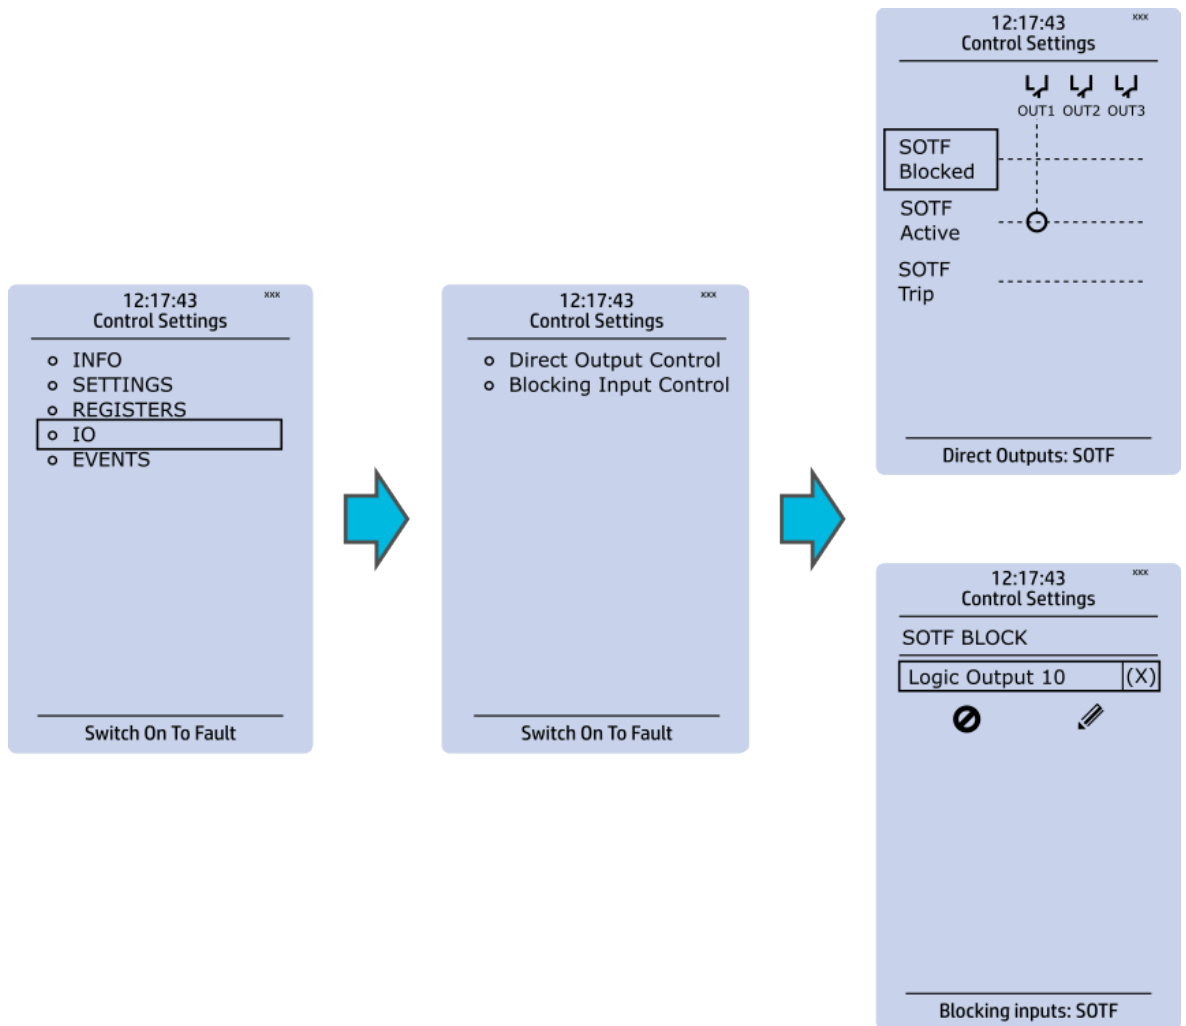 12:17:43 xxx
Control Settings
INFO
SETTINGS
REGISTERS
IO
EVENTS
Switch On To Fault
12:17:43 xxx
Control Settings
Direct Output Control
Blocking Input Control
Switch On To Fault
12:17:43 xxx
Control Settings
OUT1 OUT2 OUT3
SOTF
Blocked
SOTF
Active
SOTF
Trip
Direct Outputs: SOTF
12:17:43 xxx
Control Settings
SOTF BLOCK
Logic Output 10 (X)
Blocking inputs: SOTF